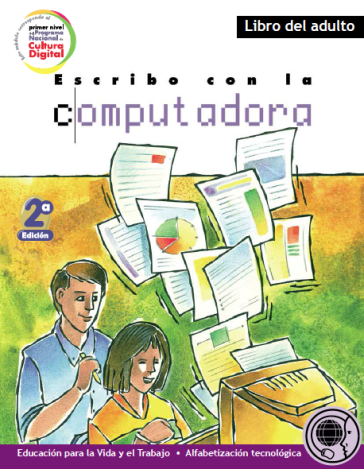 Este módulo corresponde al
primer nivel
del Programa
Nacional de
Cultura
Digital
Libro del adulto
Escribo con la
computadora
2ª
Edición
Educación para la Vida y el Trabajo • Alfabetización tecnológica